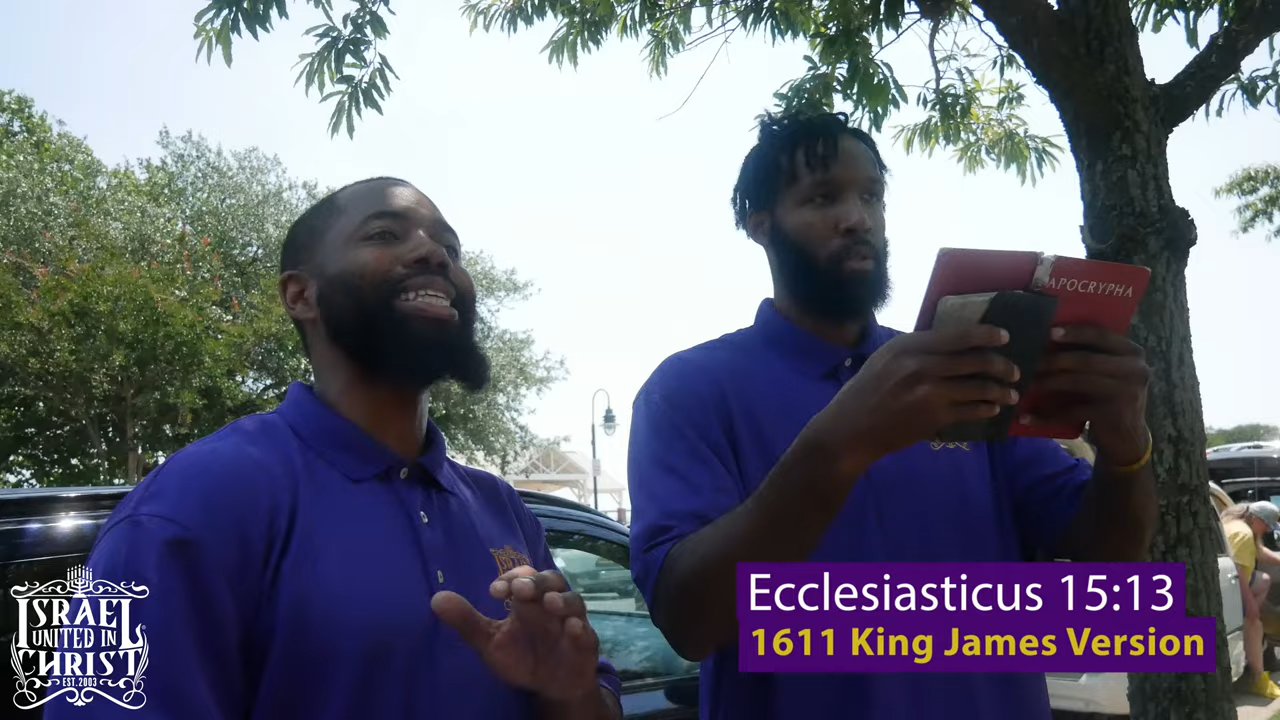 APOCRYPHA
Ecclesiasticus 15:13
1611 King James Version
ISRAEL
UNITED IN
CHRIST
EST. 2003